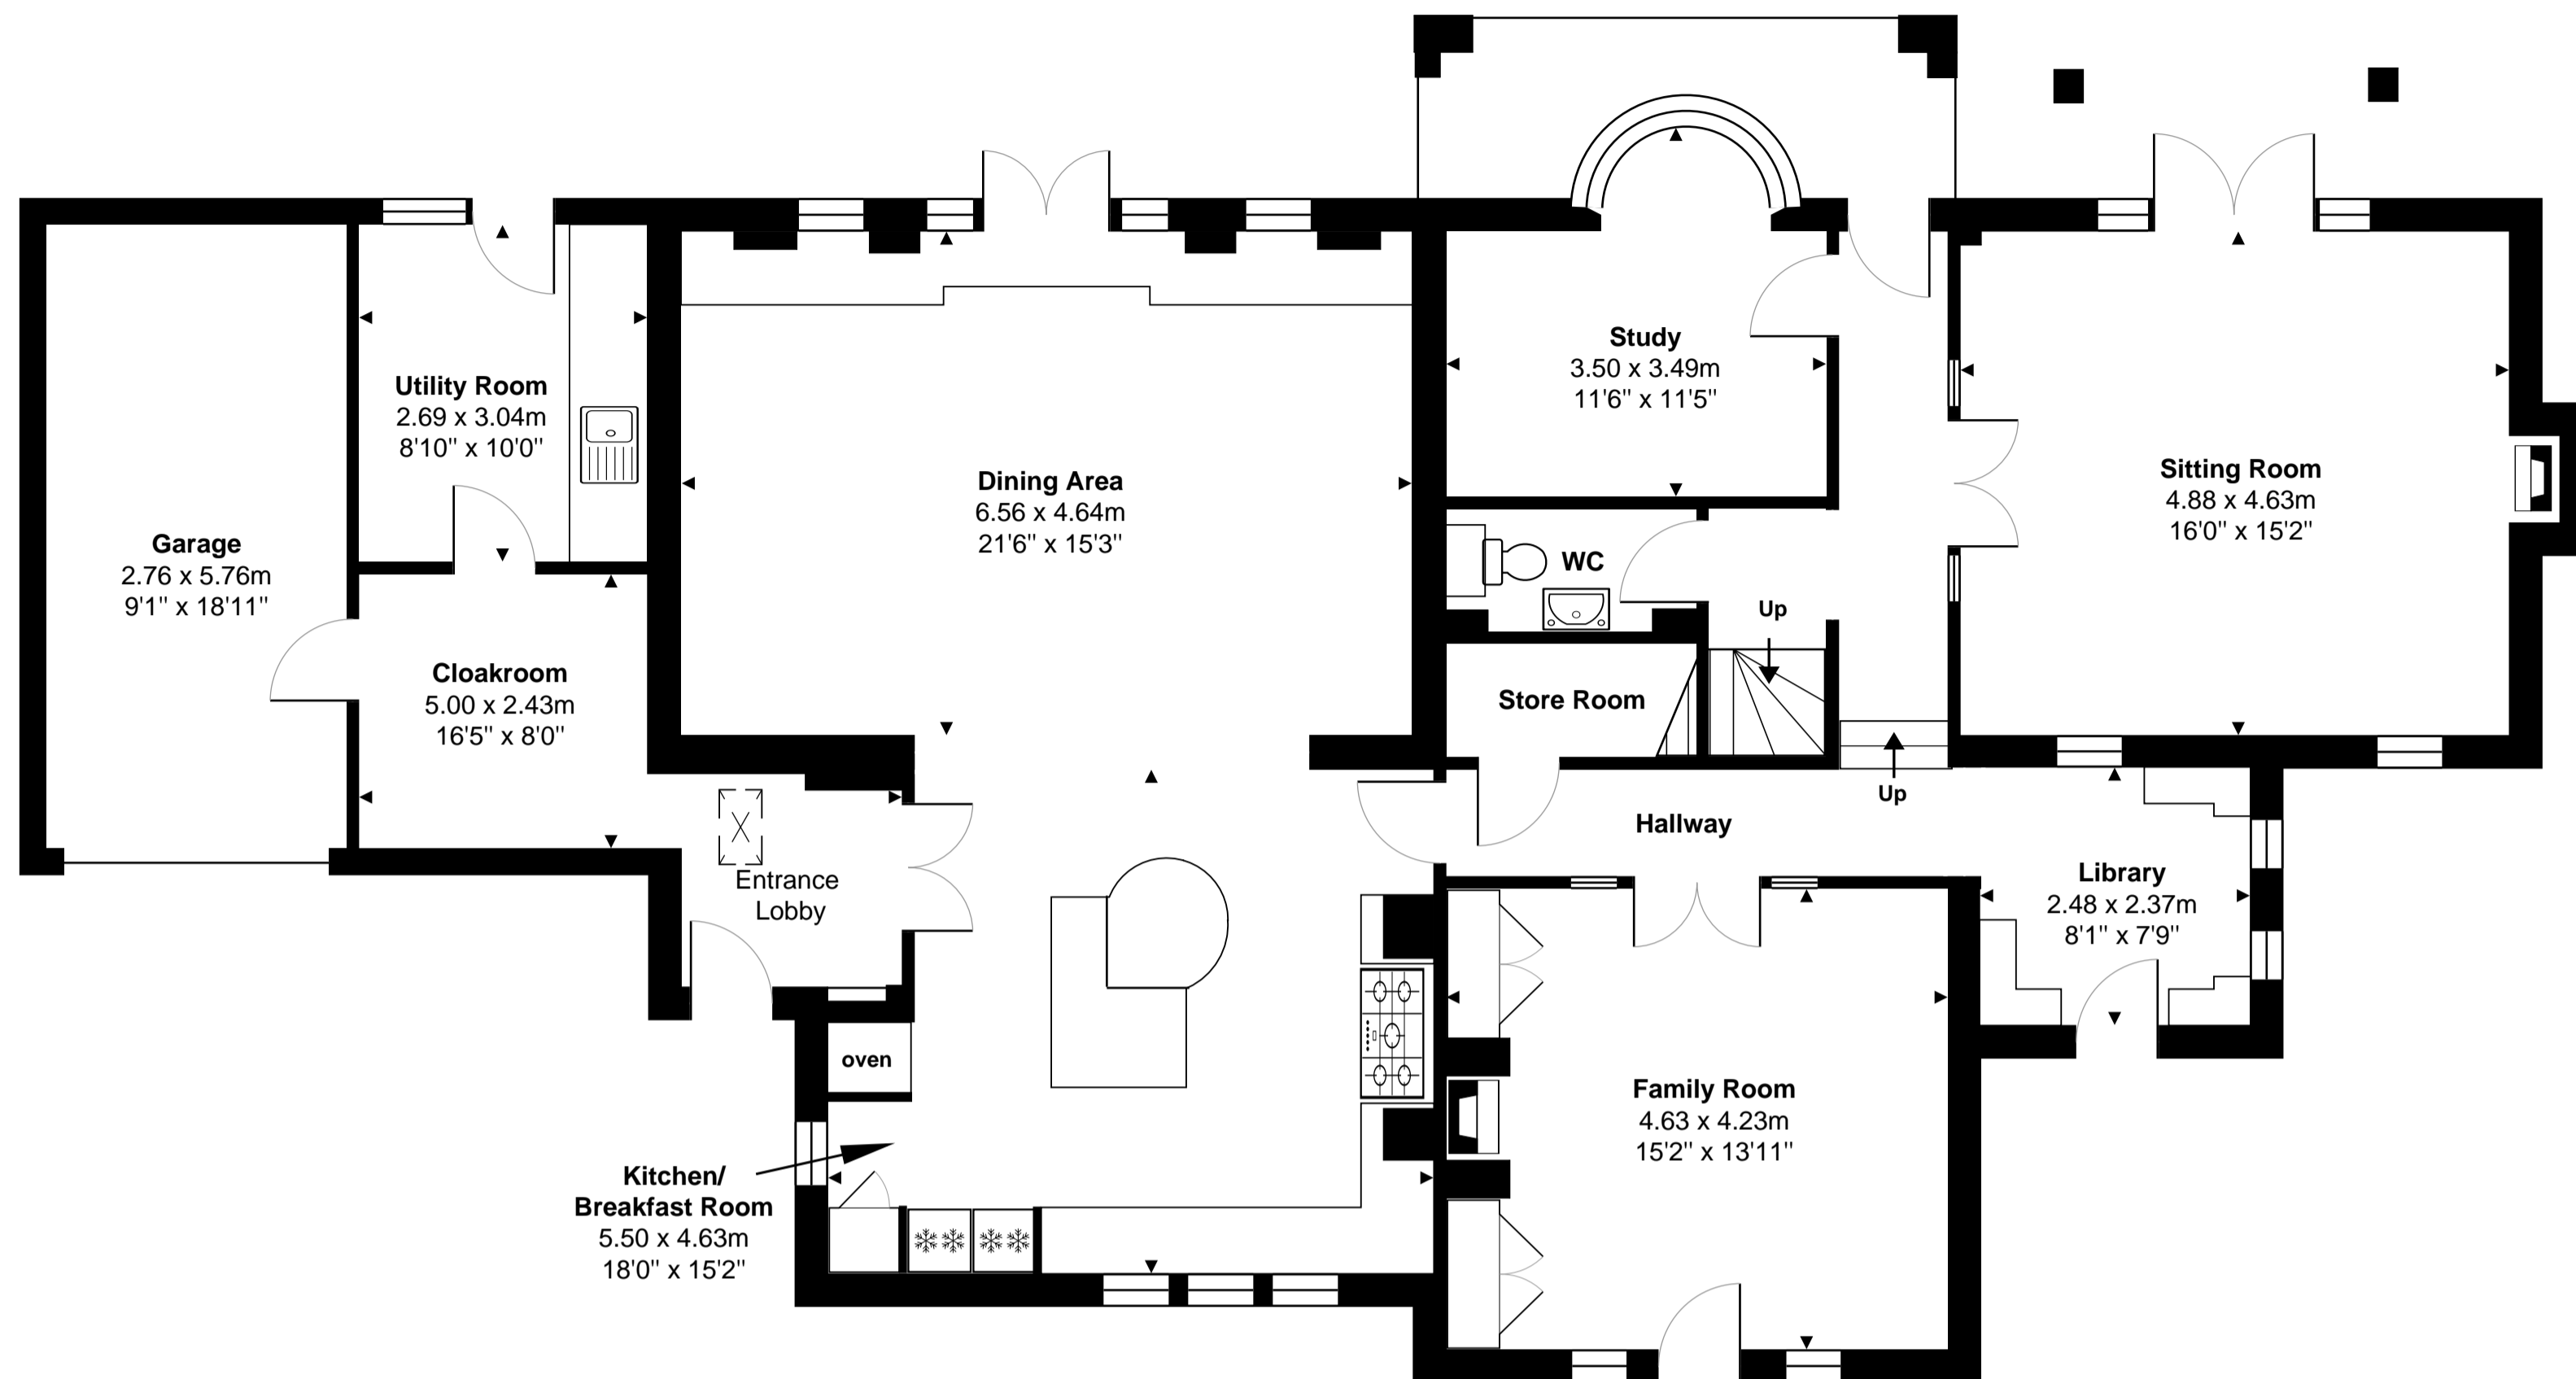 Garage
2.76 x 5.76m
9'1" x 18'11"
Utility Room
2.69 x 3.04m
8'10" x 10'0"
Cloakroom
5.00 x 2.43m
16'5" x 8'0"
Entrance
Lobby
Dining Area
6.56 x 4.64m
21'6" x 15'3"
oven
Kitchen/
Breakfast Room
5.50 x 4.63m
18'0" x 15'2"
Study
3.50 x 3.49m
11'6" x 11'5"
WC
Up
Store Room
Up
Hallway
Sitting Room
4.88 x 4.63m
16'0" x 15'2"
Library
2.48 x 2.37m
8'1" x 7'9"
Family Room
4.63 x 4.23m
15'2" x 13'11"